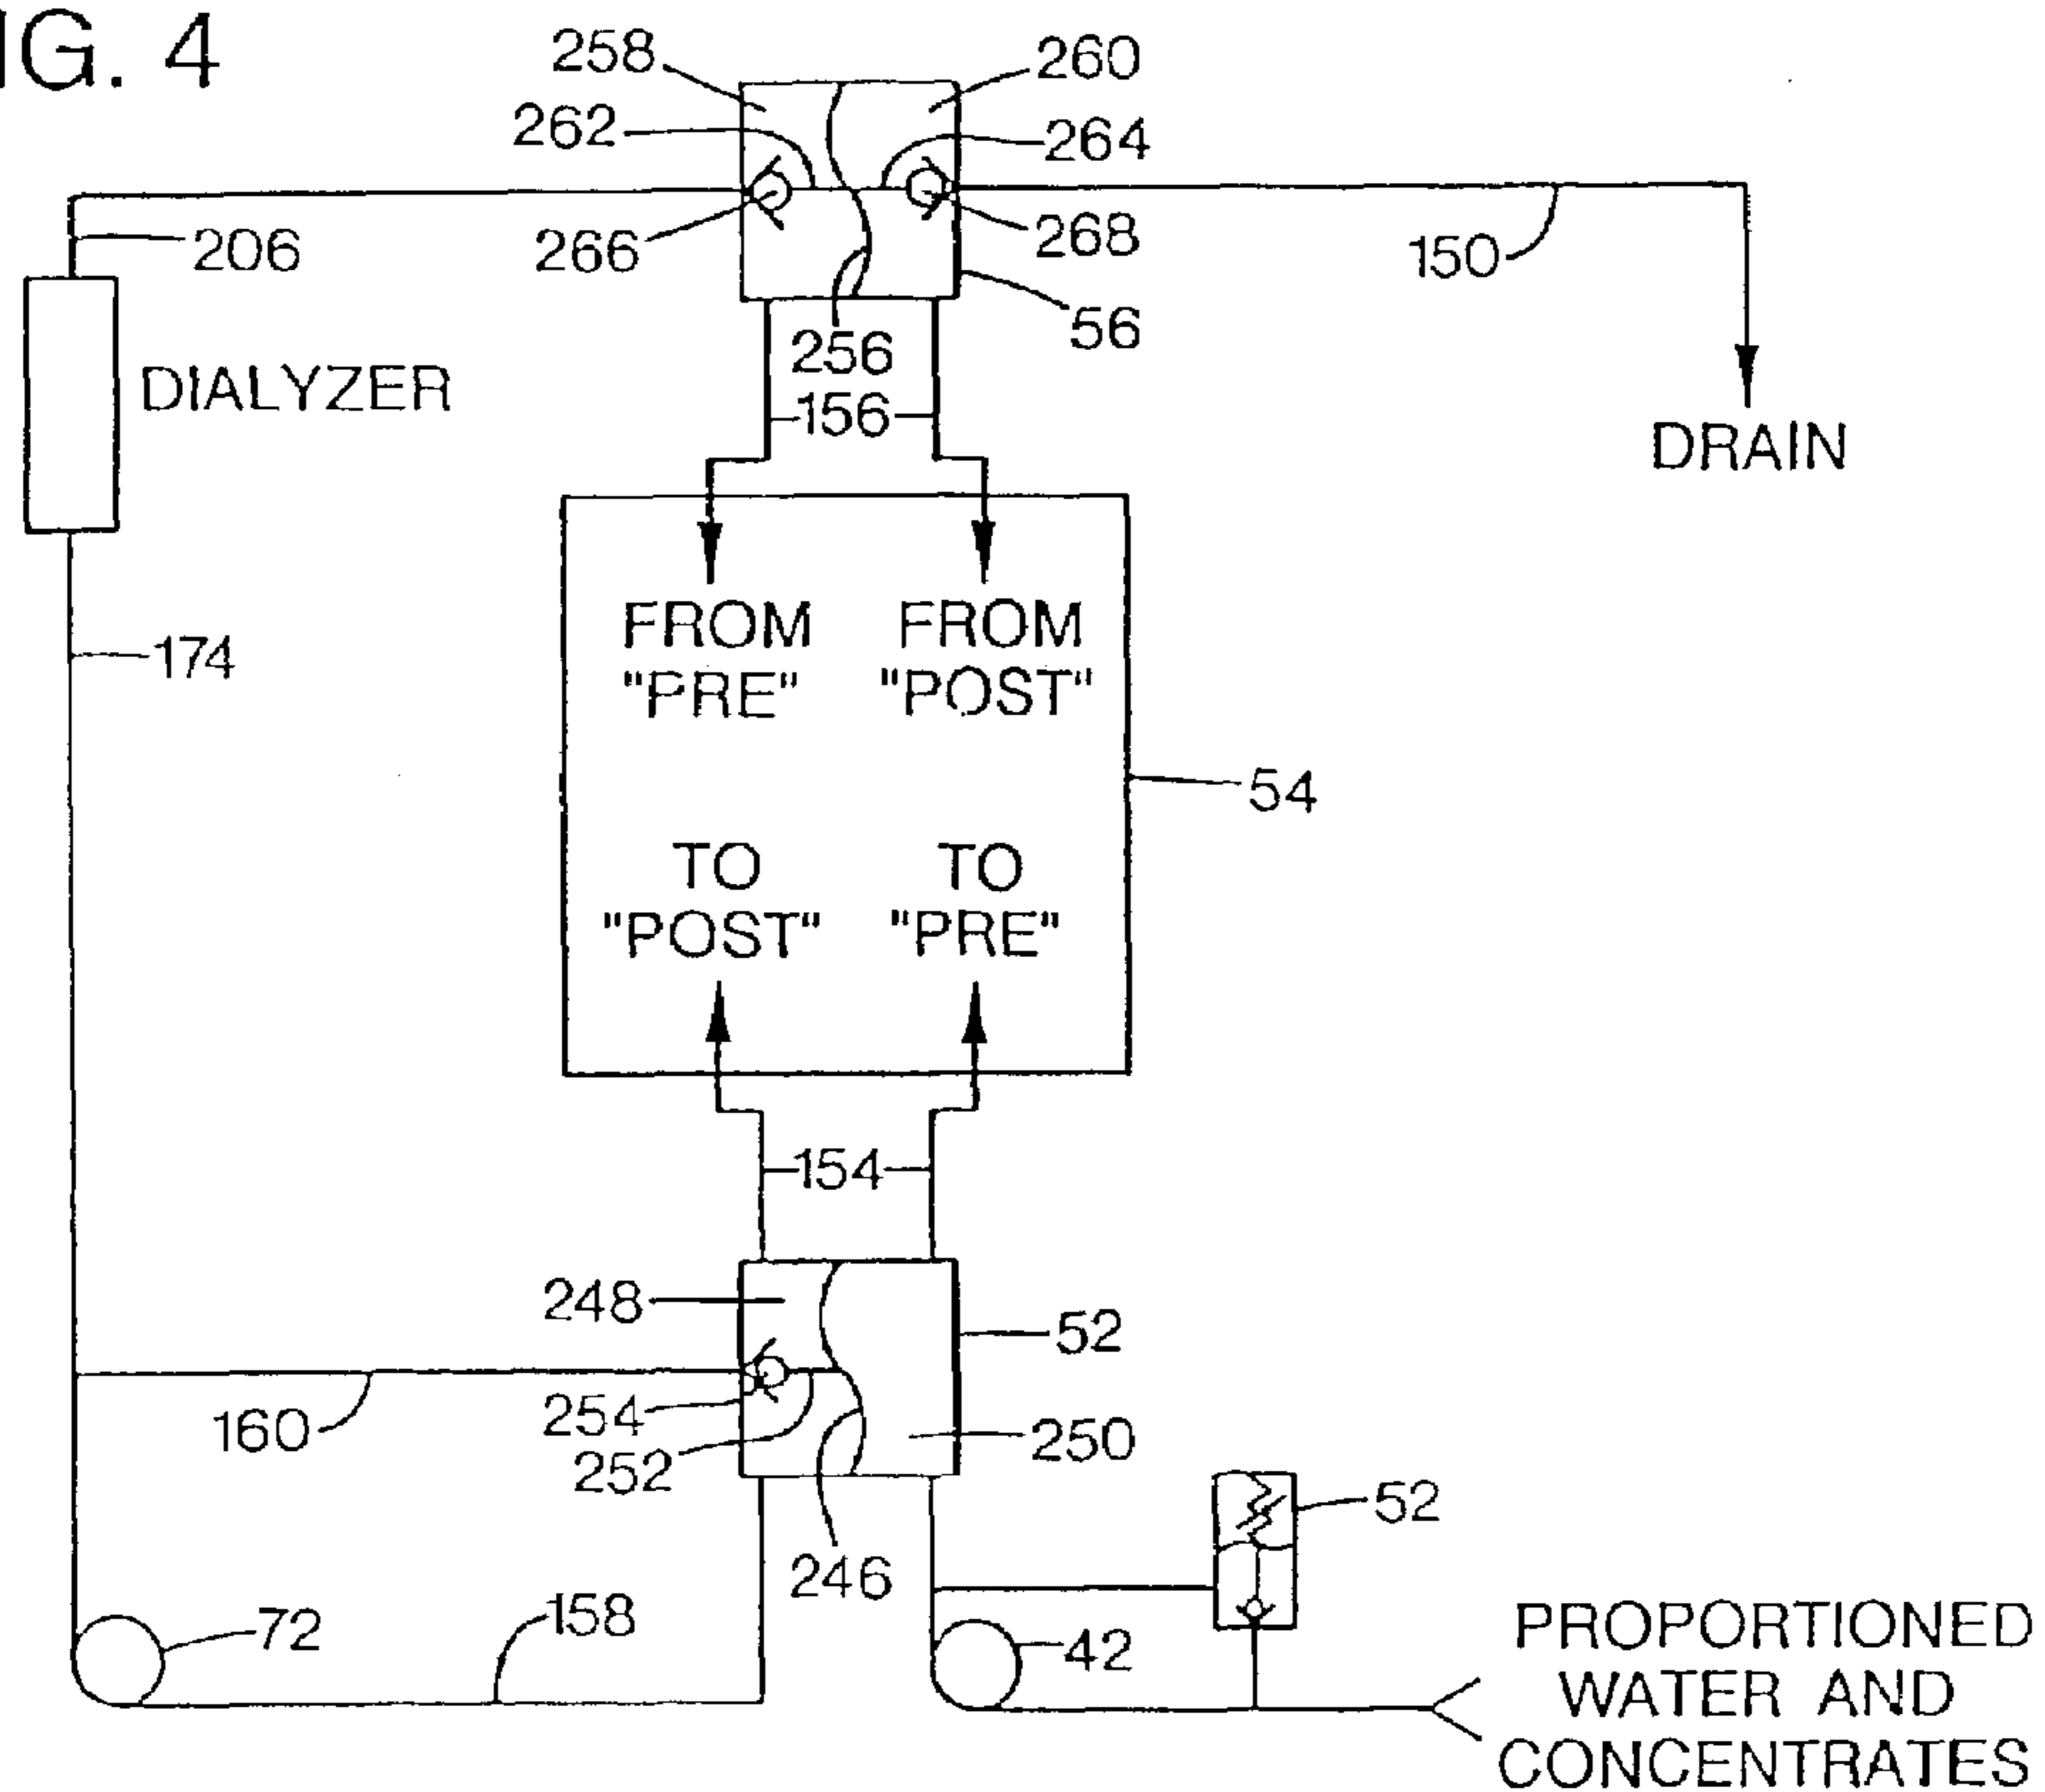 IG. 4
258
260
262
264
206
266
268
150
256
56
DIALYZER
156
DRAIN
FROM "PRE"
FROM "POST"
174
54
TO "POST"
TO "PRE"
154
248
52
160
254
250
252
52
246
72
158
42
PROPORTIONED
WATER AND
CONCENTRATES